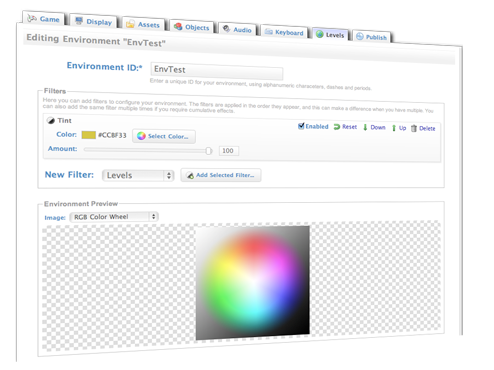 Game Display Assets Objects Audio Keyboard Levels Publish
Editing Environment "EnvTest"
Environment ID:* EnvTest
Enter a unique ID for your environment, using alphanumeric characters, dashes and periods
Filters
Here you can add filters to configure your environment. The filters are applied in the order they appear, and this can make a difference when you have multiple. You
can also add the same filter multiple times if you require cumulative effects.
Tint Enabled Reset Down Up Delete
Color: #CCBF33 Select Color...
Amount: 100
New Filter: Levels Add Selected Filter...
Environment Preview
Image: RGB Color Wheel